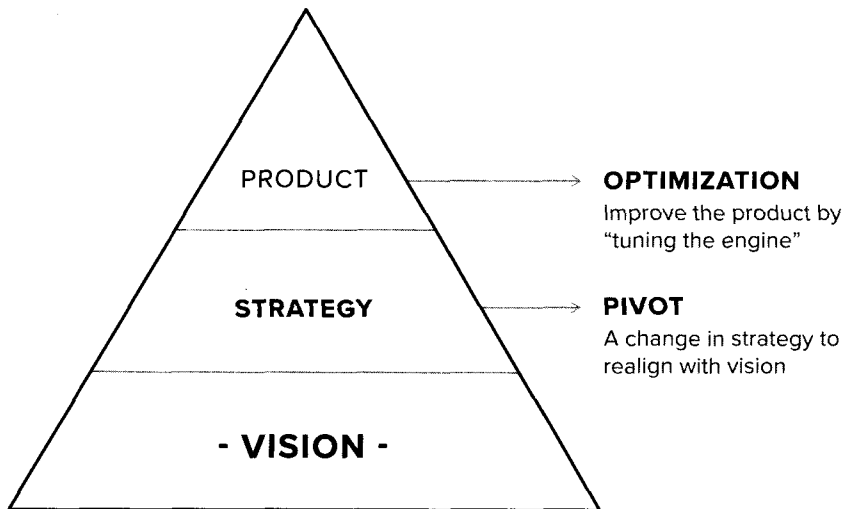 PRODUCT
OPTIMIZATION
Improve the product by
“tuning the engine”
STRATEGY
PIVOT
A change in strategy to
realign with vision
- VISION -